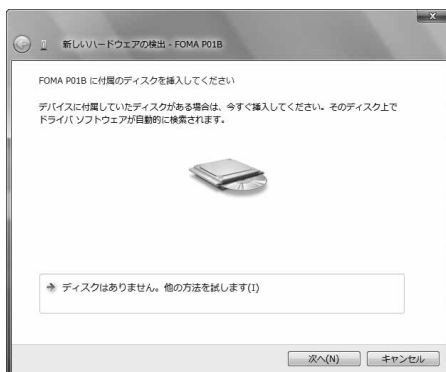 新しいハードウェアの検出 - FOMA P01B
FOMA P01B に付属のディスクを挿入してください
デバイスに付属していたディスクがある場合は、今すぐ挿入してください。そのディスク上で
ドライバ ソフトウェアが自動的に検索されます。
ディスクはありません。他の方法を試します(I)
次へ(N)
キャンセル